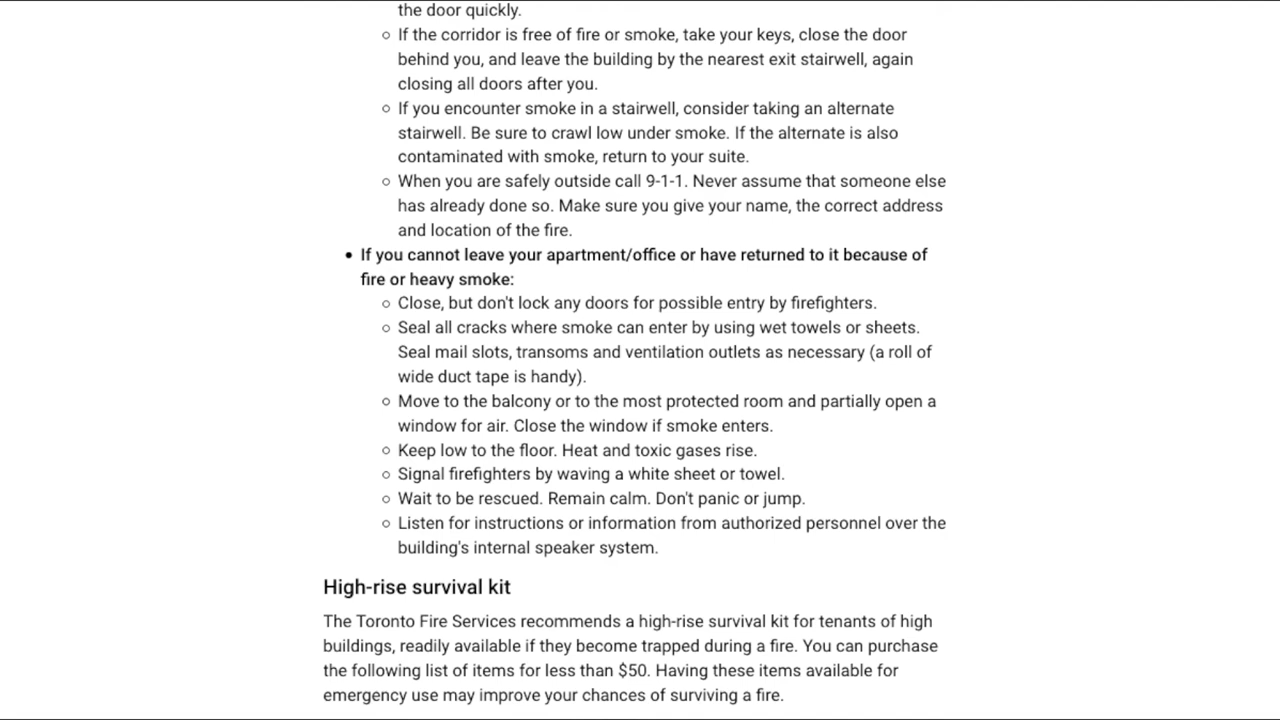 the door quickly.
○ If the corridor is free of fire or smoke, take your keys, close the door
behind you, and leave the building by the nearest exit stairwell, again
closing all doors after you.
○ If you encounter smoke in a stairwell, consider taking an alternate
stairwell. Be sure to crawl low under smoke. If the alternate is also
contaminated with smoke, return to your suite.
○ When you are safely outside call 9-1-1. Never assume that someone else
has already done so. Make sure you give your name, the correct address
and location of the fire.
• If you cannot leave your apartment/office or have returned to it because of
fire or heavy smoke:
○ Close, but don't lock any doors for possible entry by firefighters.
○ Seal all cracks where smoke can enter by using wet towels or sheets.
Seal mail slots, transoms and ventilation outlets as necessary (a roll of
wide duct tape is handy).
○ Move to the balcony or to the most protected room and partially open a
window for air. Close the window if smoke enters.
○ Keep low to the floor. Heat and toxic gases rise.
○ Signal firefighters by waving a white sheet or towel.
○ Wait to be rescued. Remain calm. Don't panic or jump.
○ Listen for instructions or information from authorized personnel over the
building's internal speaker system.
High-rise survival kit
The Toronto Fire Services recommends a high-rise survival kit for tenants of high
buildings, readily available if they become trapped during a fire. You can purchase
the following list of items for less than $50. Having these items available for
emergency use may improve your chances of surviving a fire.